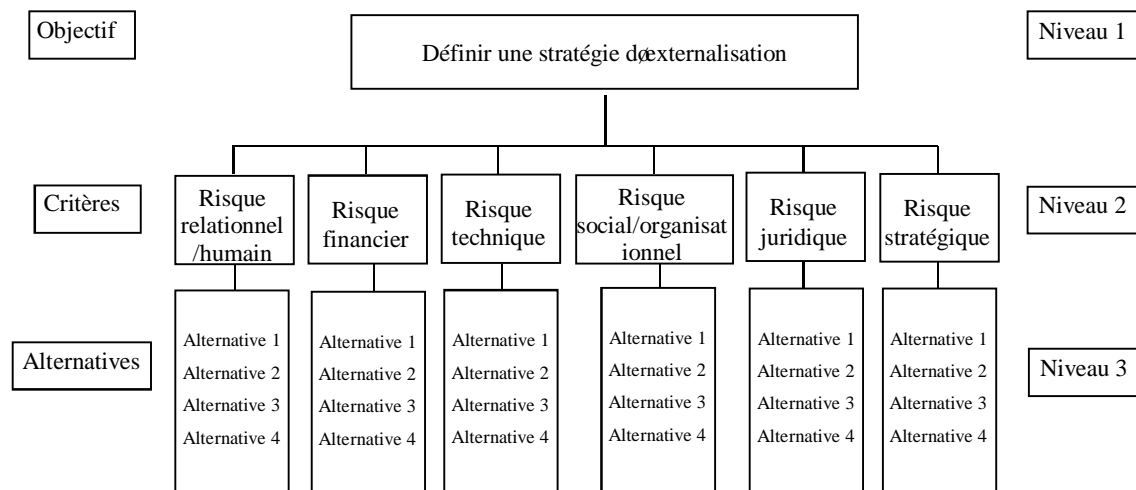 Objectif
Définir une stratégie døexternalisation
Niveau 1
Critères
Risque
relationnel
/humain
Risque
financier
Risque
technique
Risque
social/organisat
ionnel
Risque
juridique
Risque
stratégique
Niveau 2
Alternatives
Alternative 1
Alternative 2
Alternative 3
Alternative 4
Alternative 1
Alternative 2
Alternative 3
Alternative 4
Alternative 1
Alternative 2
Alternative 3
Alternative 4
Alternative 1
Alternative 2
Alternative 3
Alternative 4
Alternative 1
Alternative 2
Alternative 3
Alternative 4
Alternative 1
Alternative 2
Alternative 3
Alternative 4
Niveau 3